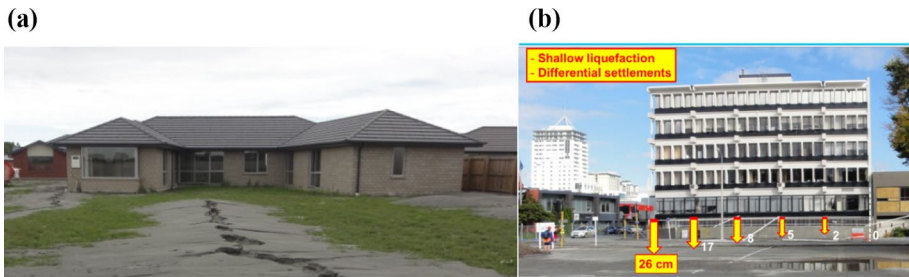 (a)
(b)
- Shallow liquefaction
- Differential settlements
26 cm
17
8
5
2
0